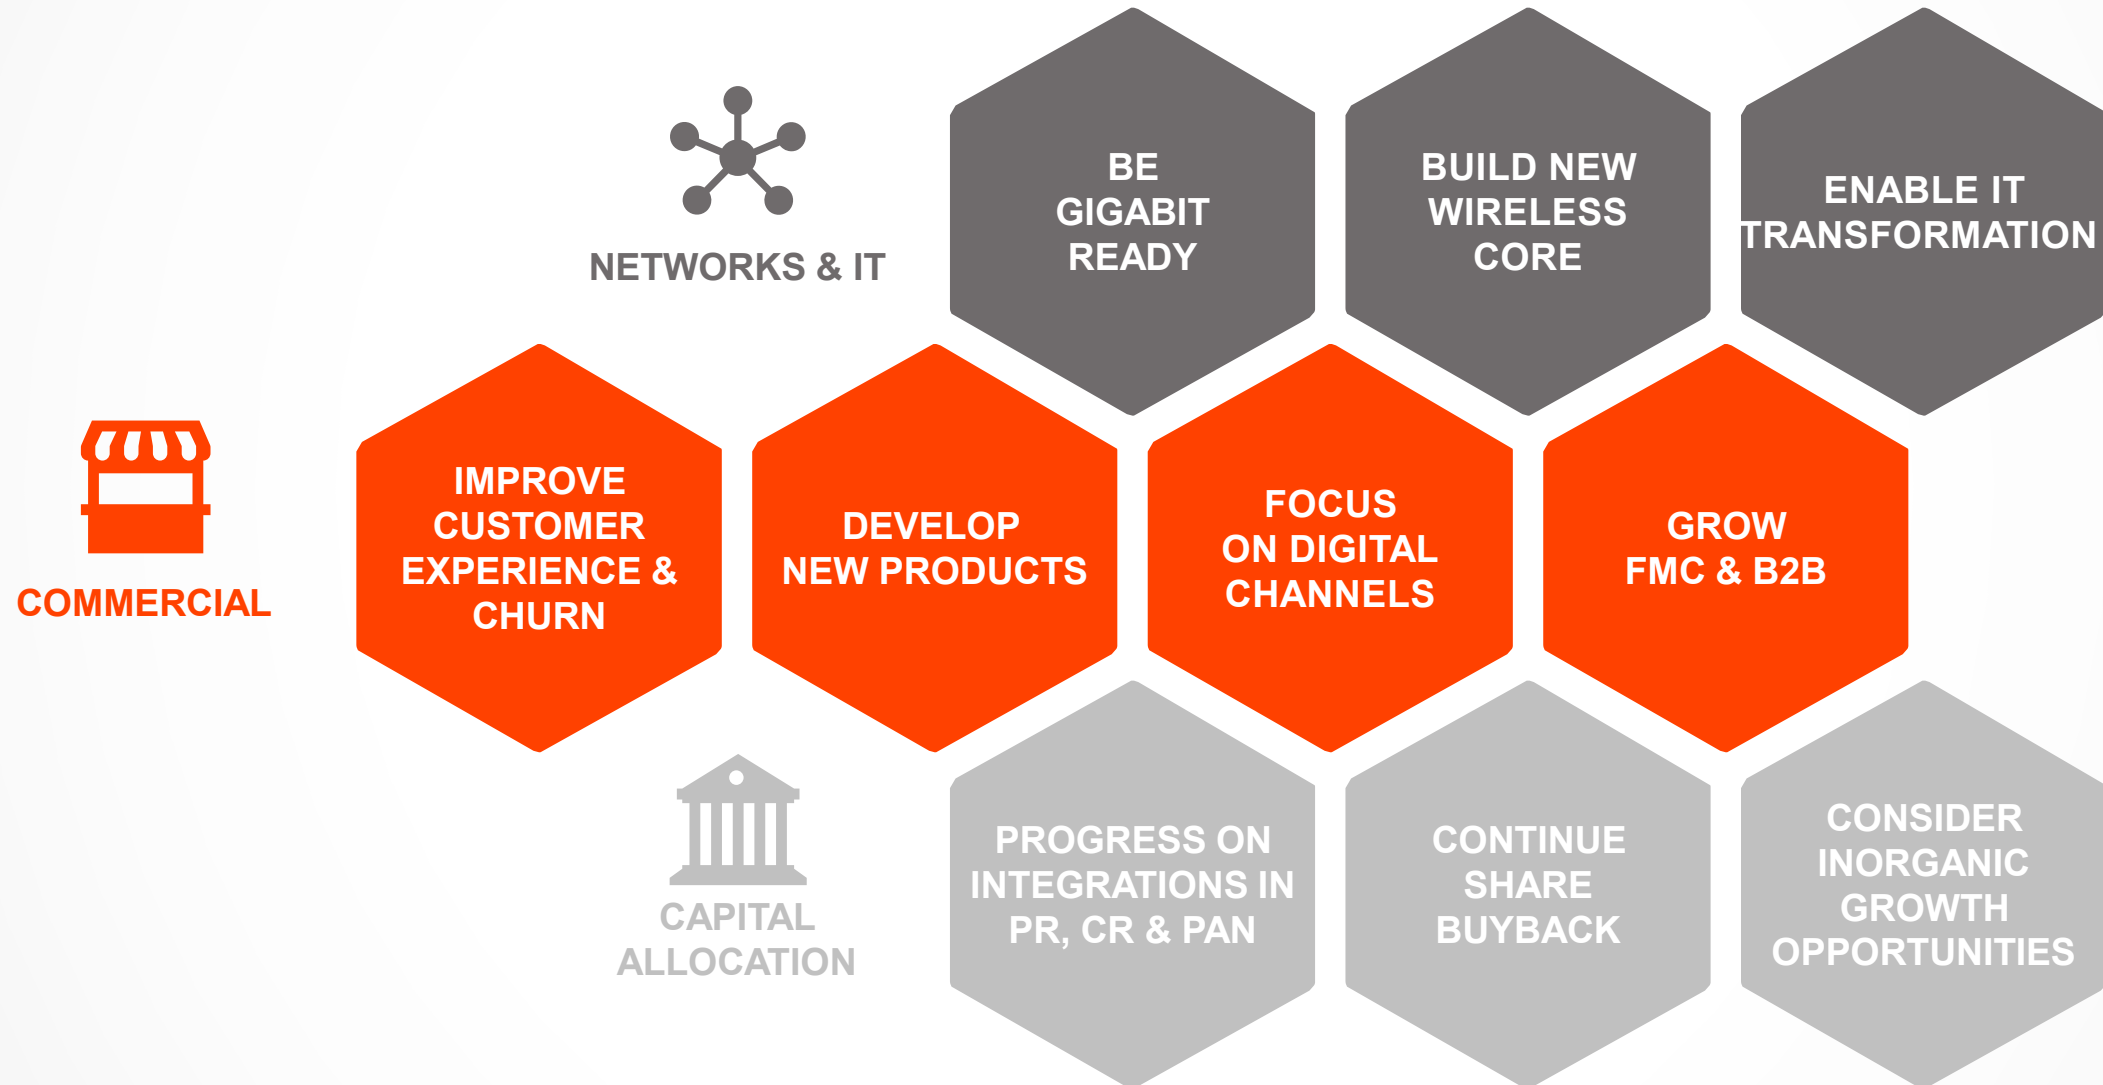 NETWORKS & IT
BE
GIGABIT
READY
BUILD NEW
WIRELESS
CORE
ENABLE IT
TRANSFORMATION
COMMERCIAL
IMPROVE
CUSTOMER
EXPERIENCE &
CHURN
DEVELOP
NEW PRODUCTS
FOCUS
ON DIGITAL
CHANNELS
GROW
FMC & B2B
CAPITAL
ALLOCATION
PROGRESS ON
INTEGRATIONS IN
PR, CR & PAN
CONTINUE
SHARE
BUYBACK
CONSIDER
INORGANIC
GROWTH
OPPORTUNITIES